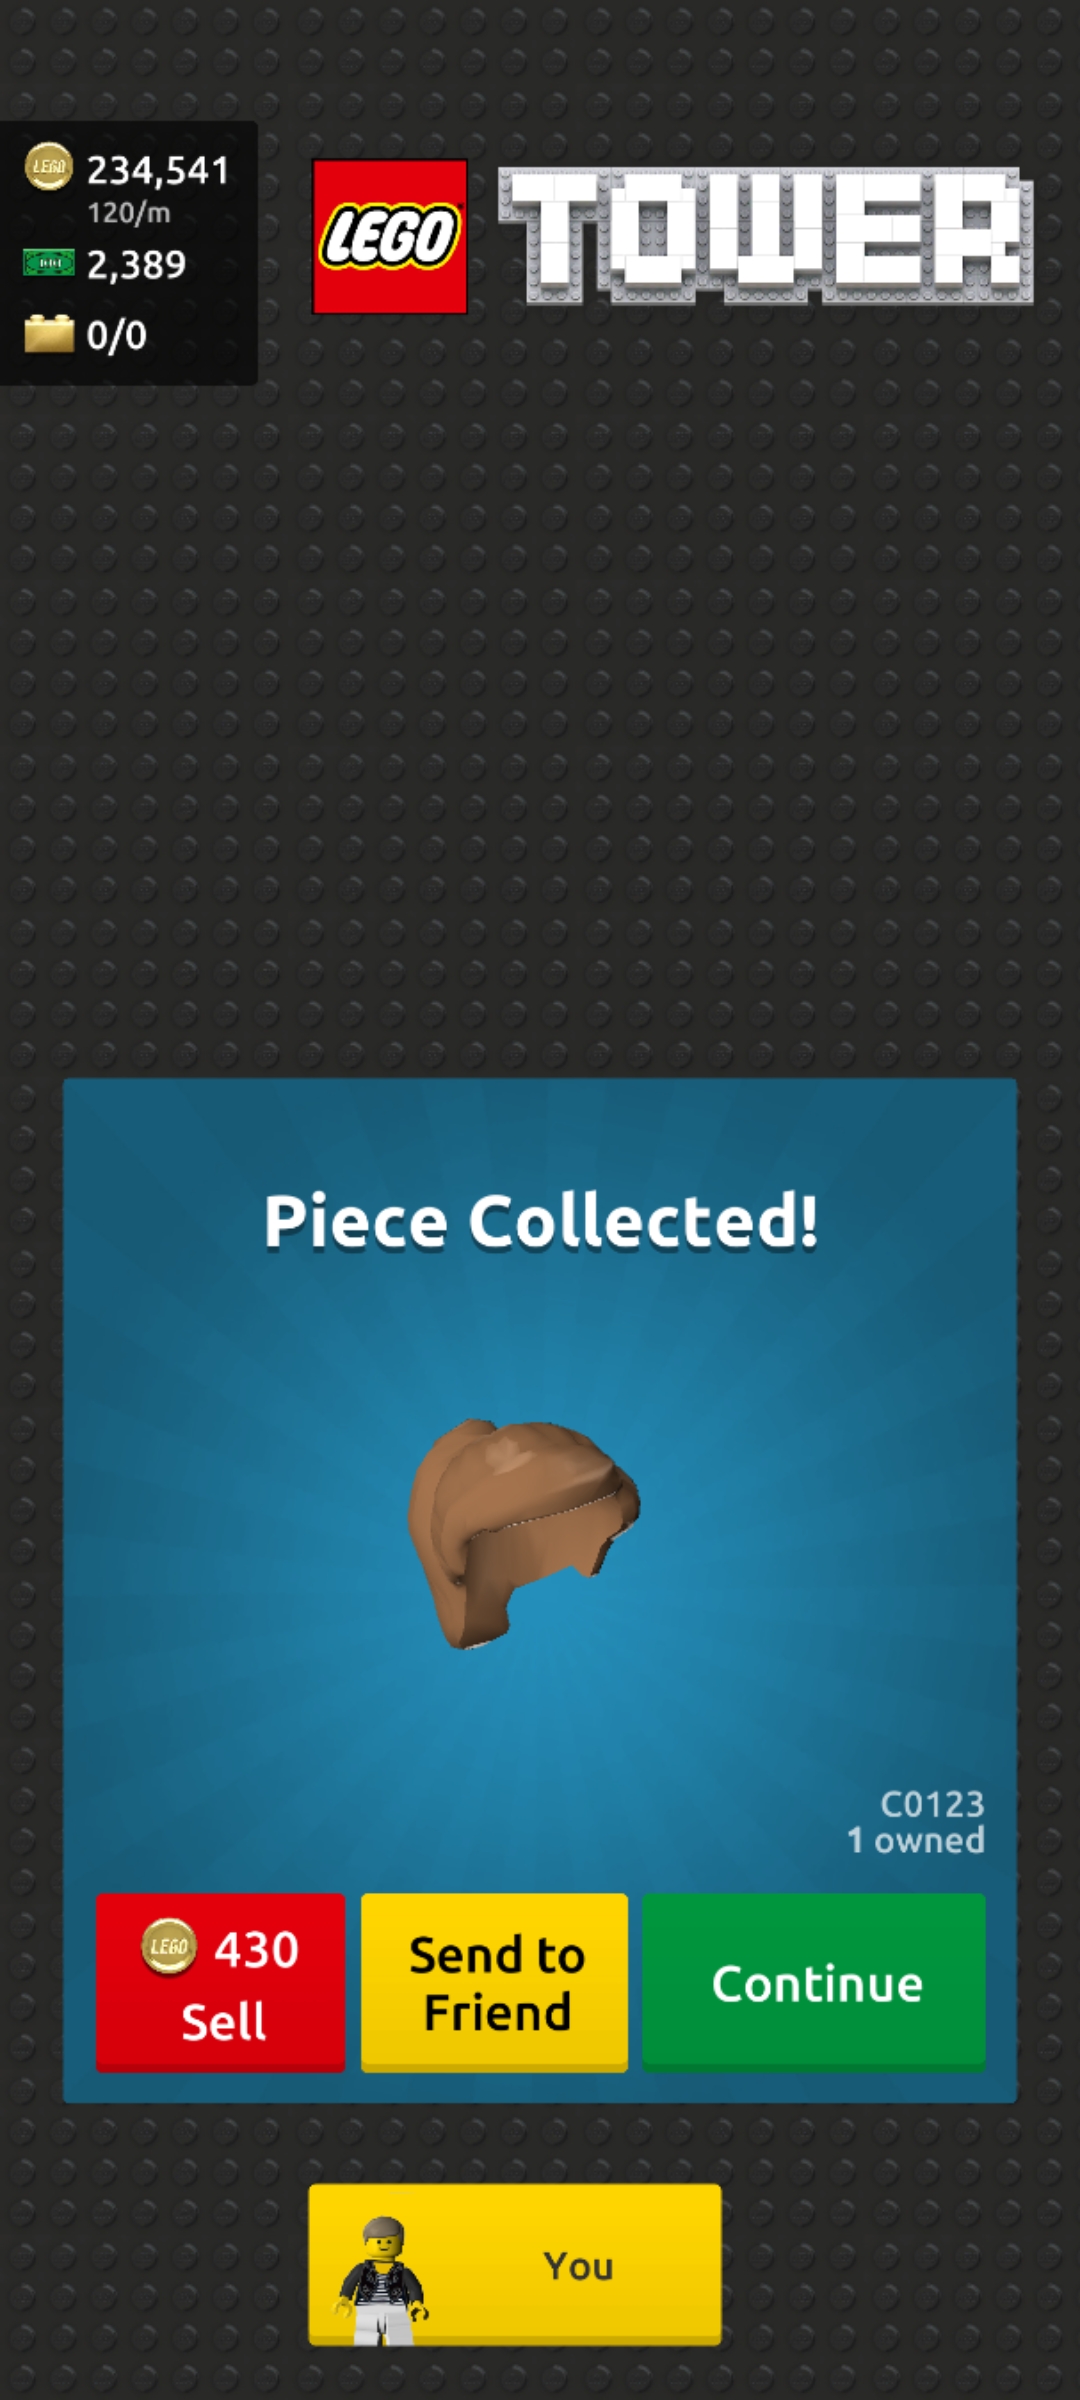 LEGO 234,541
120/m
2,389
0/0
LEGO TOWER
Piece Collected!
C0123
1 owned
LEGO 430
Sell
Send to
Friend
Continue
You